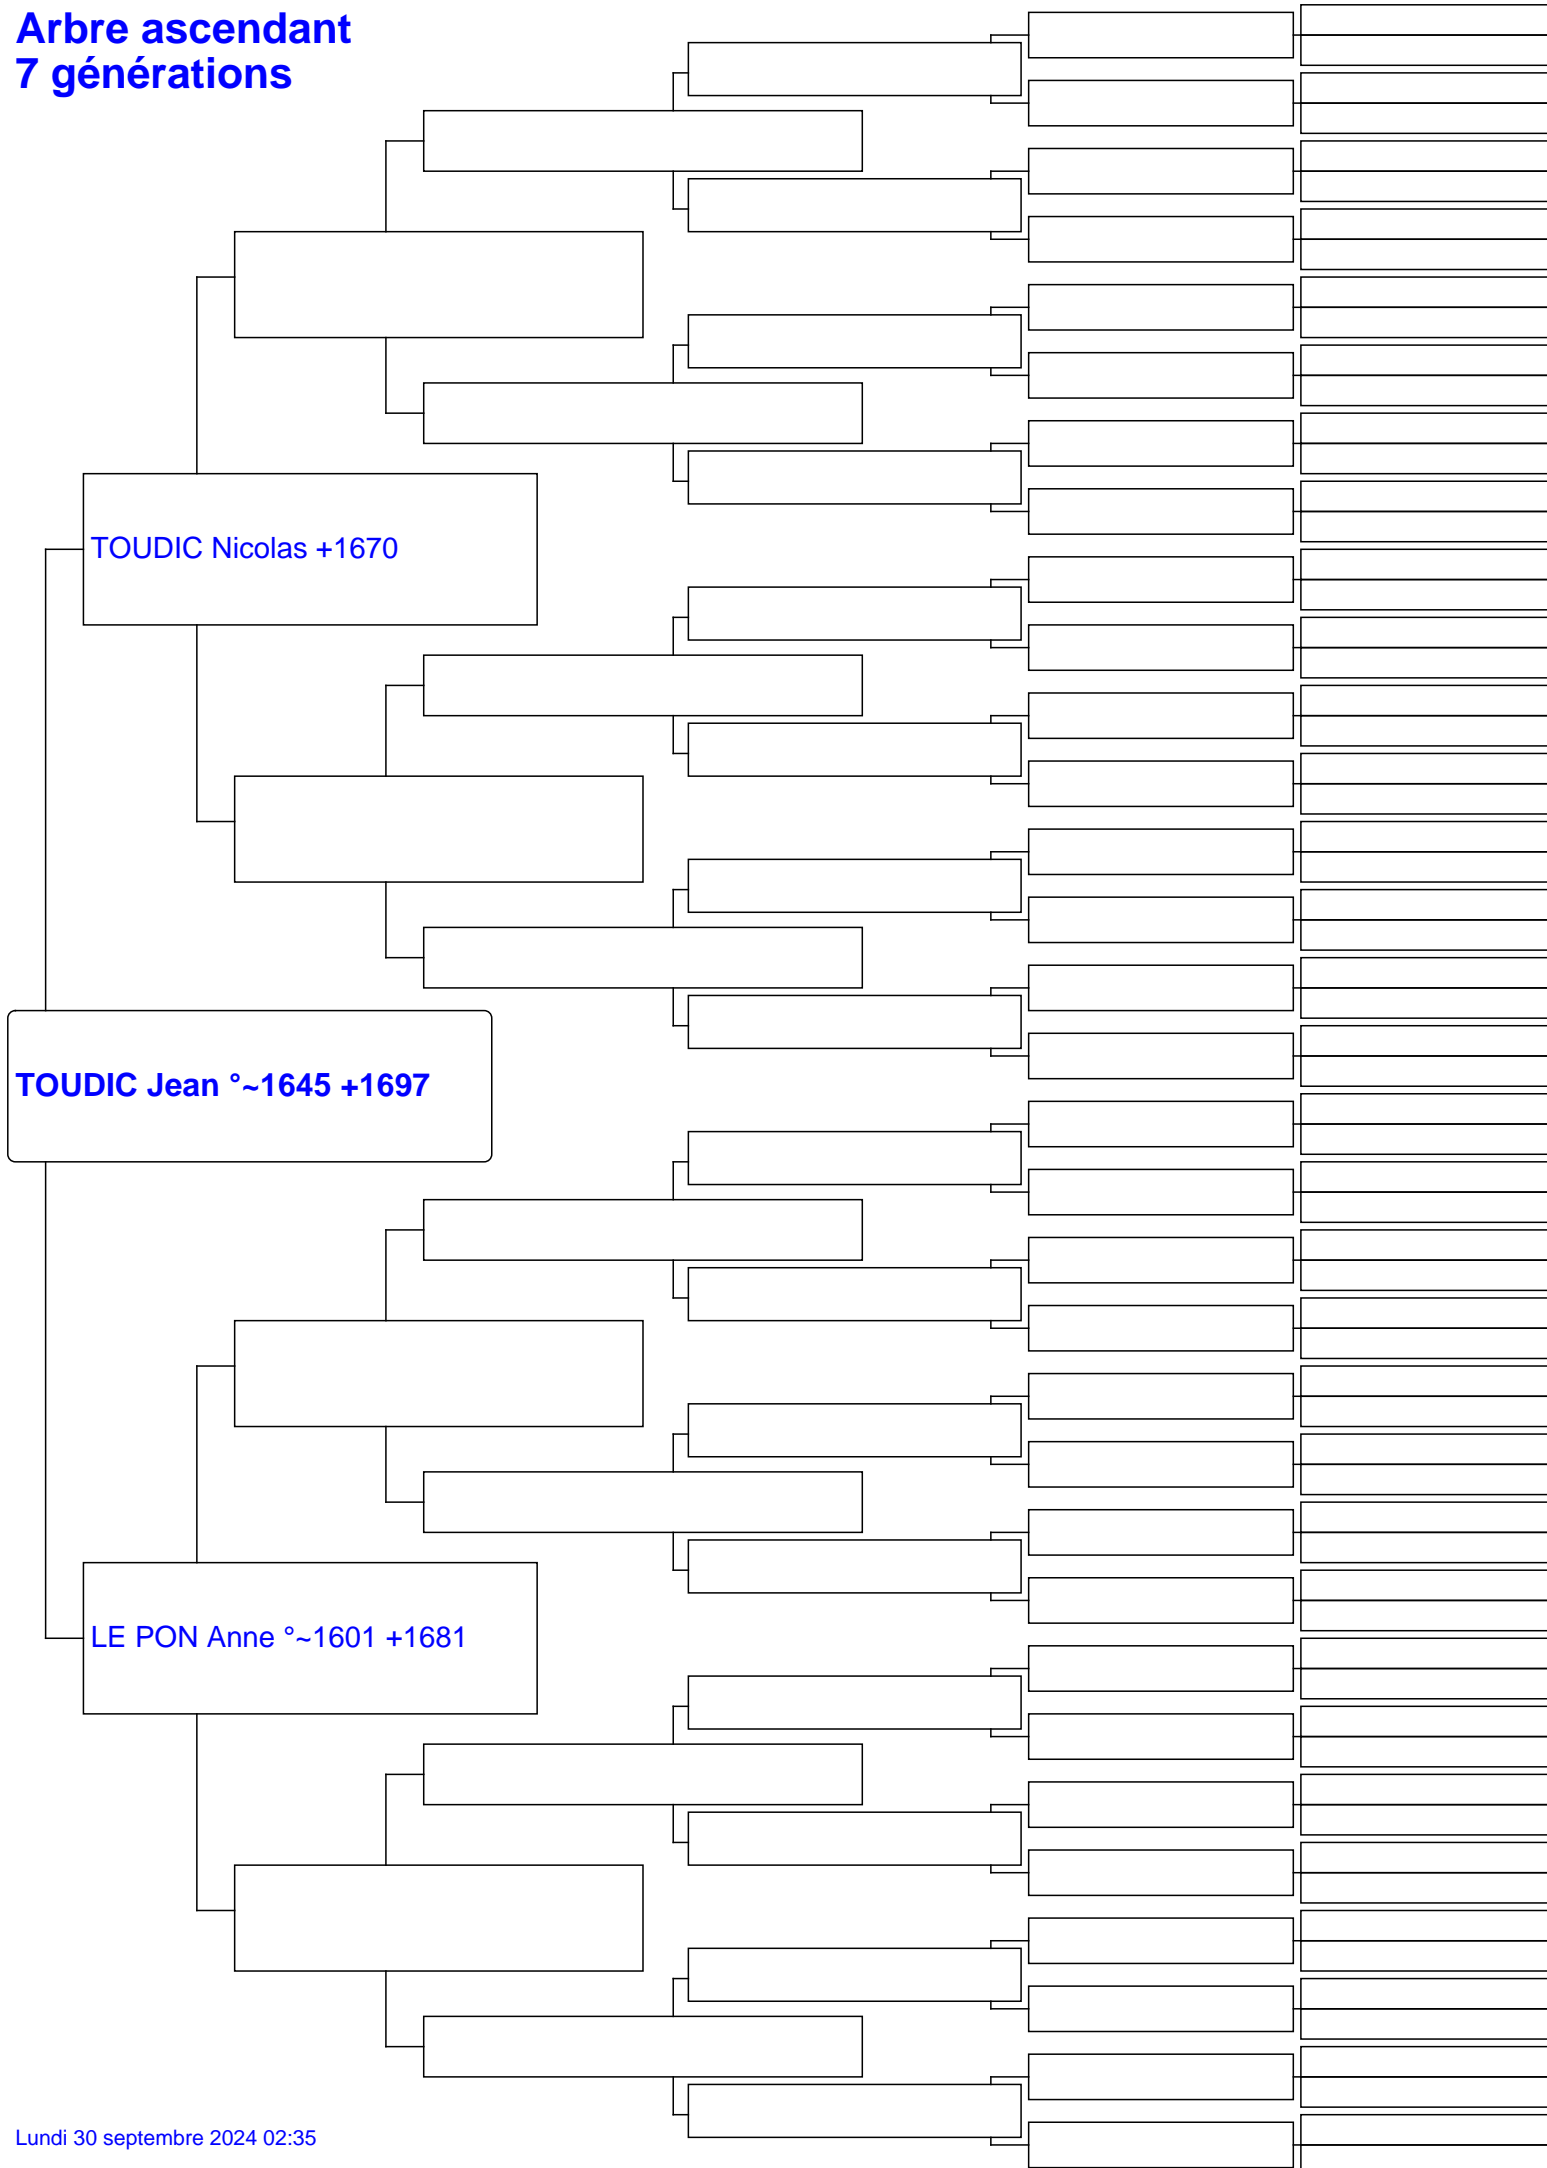 Arbre ascendant
7 générations
TOUDIC Nicolas +1670
TOUDIC Jean °~1645 +1697
LE PON Anne °~1601 +1681
Lundi 30 septembre 2024 02:35